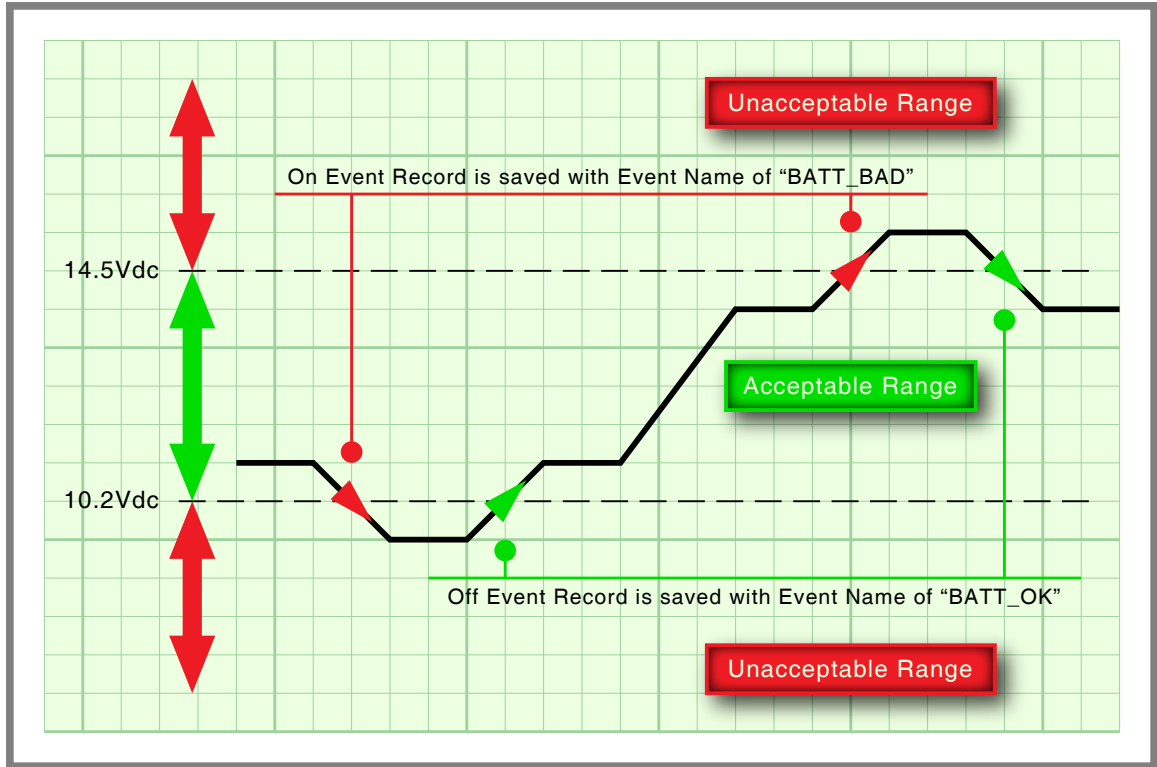 Unacceptable Range
On Event Record is saved with Event Name of “BATT_BAD”
14.5Vdc
Acceptable Range
10.2Vdc
Off Event Record is saved with Event Name of “BATT_OK”
Unacceptable Range